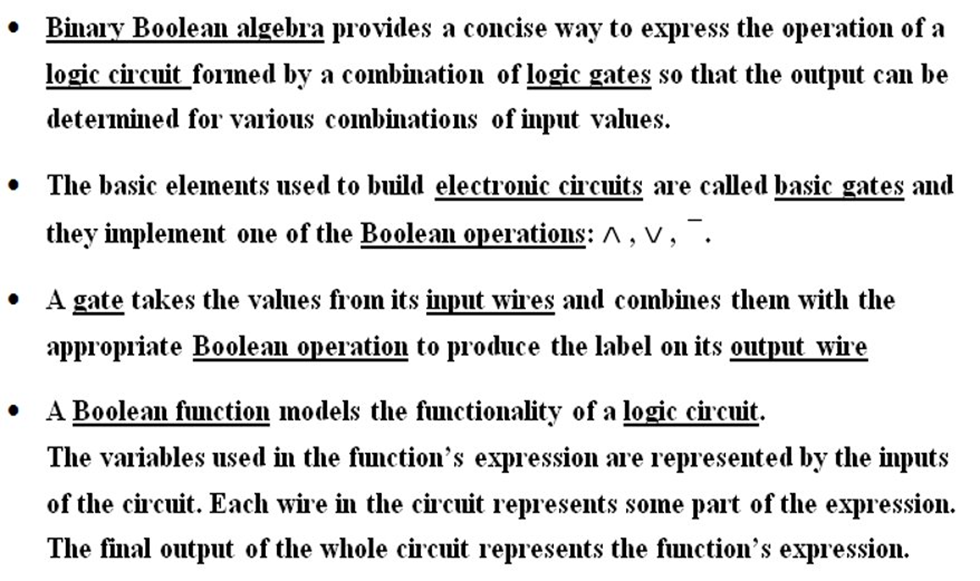 • Binary Boolean algebra provides a concise way to express the operation of a
logic circuit formed by a combination of logic gates so that the output can be
determined for various combinations of input values.
• The basic elements used to build electronic circuits are called basic gates and
they implement one of the Boolean operations: ∧ , ∨ , ¯ .
• A gate takes the values from its input wires and combines them with the
appropriate Boolean operation to produce the label on its output wire
• A Boolean function models the functionality of a logic circuit.
The variables used in the function’s expression are represented by the inputs
of the circuit. Each wire in the circuit represents some part of the expression.
The final output of the whole circuit represents the function’s expression.